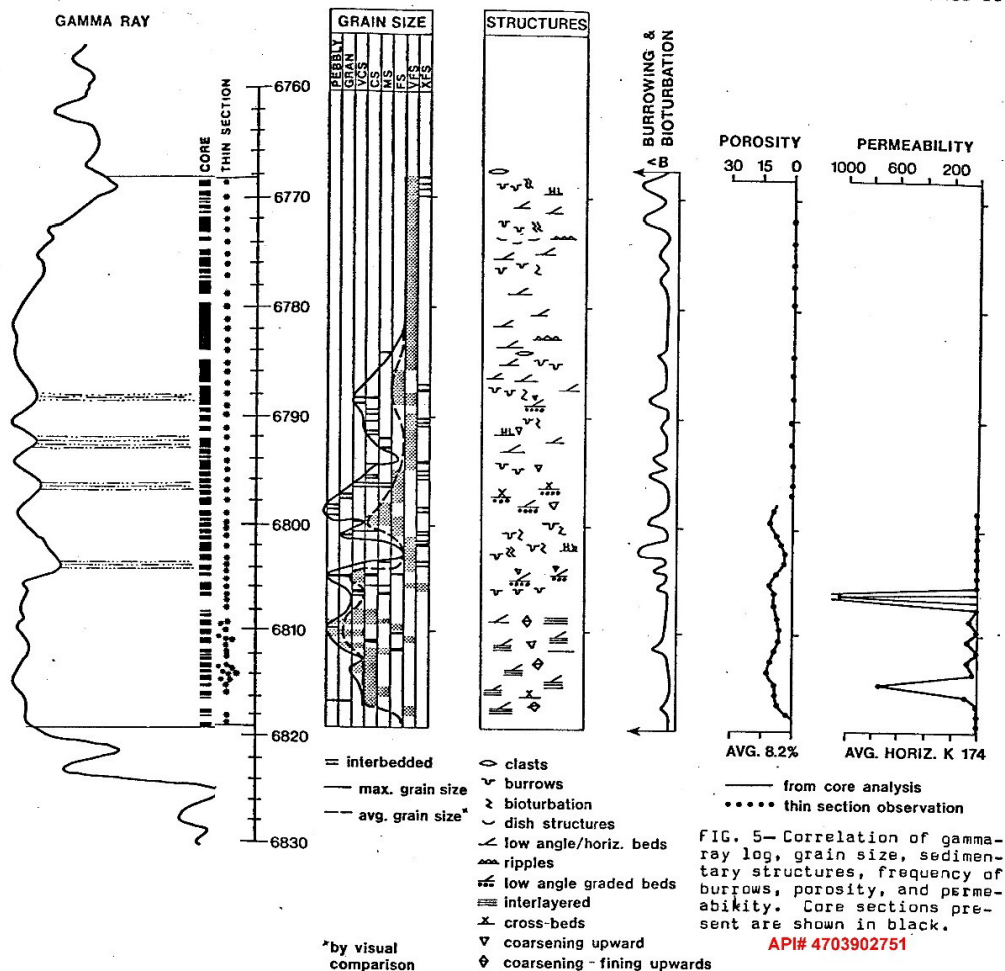 GAMMA RAY
GRAIN SIZE
STRUCTURES
PEBBLY
GRAN
VCS
CS
MS
FS
VFS
XFS
CORE
THIN SECTION
BURROWING &
BIOTURBATION
<B
POROSITY
30 15 0
PERMEABILITY
1000 600 200
6760
6770
6780
6790
6800
6810
6820
6830
AVG. 8.2%
AVG. HORIZ. K 174
= interbedded
— max. grain size
--- avg. grain size*
*by visual
comparison
clasts
burrows
bioturbation
dish structures
low angle/horiz. beds
ripples
low angle graded beds
interlayered
cross-beds
coarsening upward
coarsening - fining upwards
from core analysis
thin section observation
FIG. 5— Correlation of gamma-
ray log, grain size, sedimen-
tary structures, frequency of
burrows, porosity, and perme-
ability. Core sections pre-
sent are shown in black.
API# 4703902751